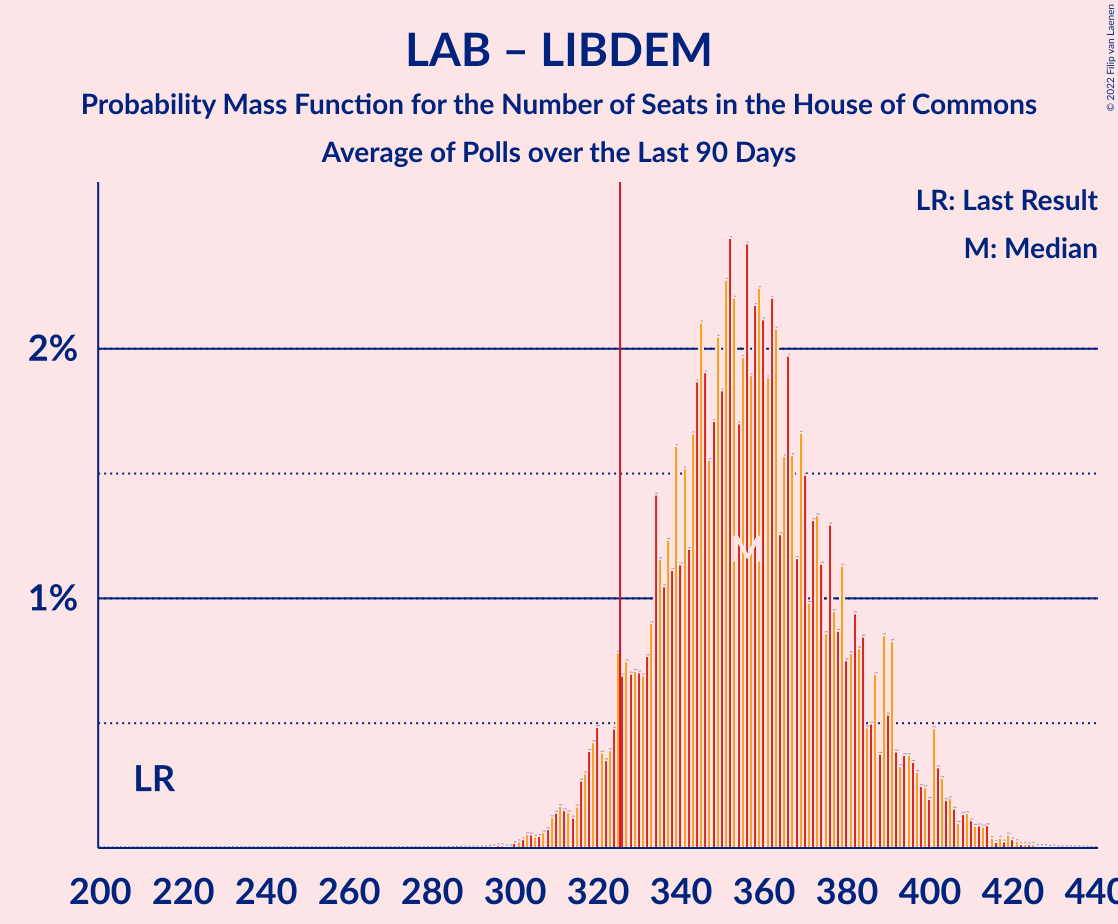 LAB – LIBDEM
Probability Mass Function for the Number of Seats in the House of Commons
Average of Polls over the Last 90 Days
© 2022 Filip van Laenen
LR: Last Result
M: Median
2%
1%
M
LR
200 220 240 260 280 300 320 340 360 380 400 420 440